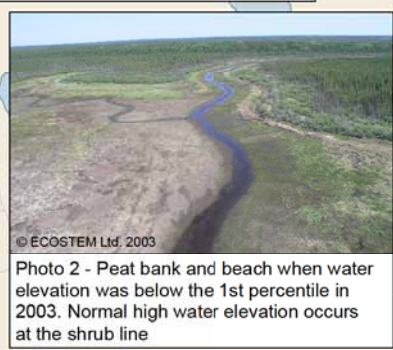 © ECOSTEM Ltd. 2003
Photo 2 - Peat bank and beach when water
elevation was below the 1st percentile in
2003. Normal high water elevation occurs
at the shrub line